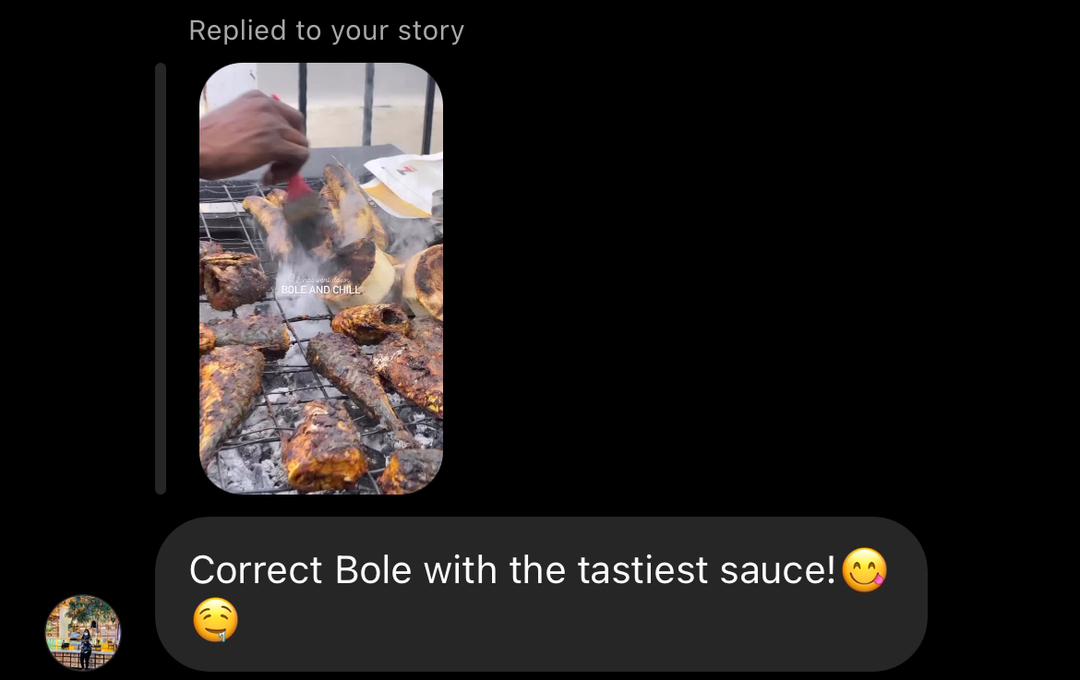 Replied to your story
BOLE AND CHILL
Correct Bole with the tastiest sauce!😋
🤤